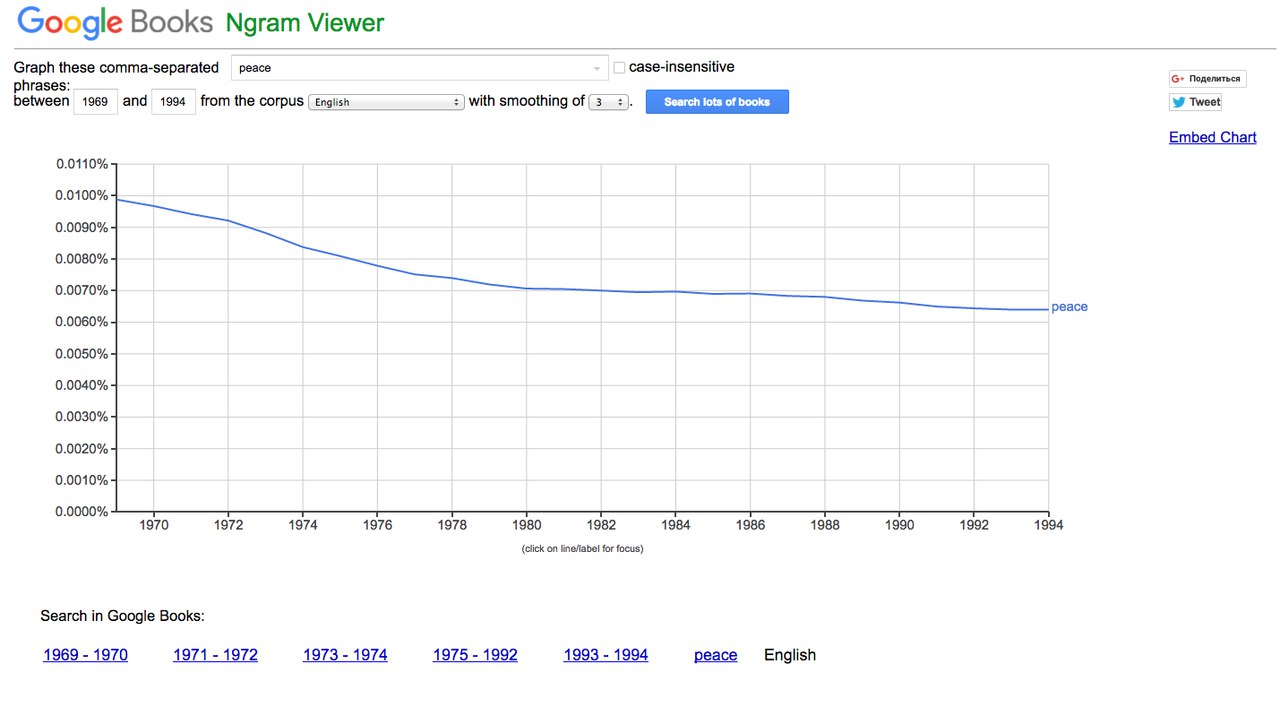 Google Books Ngram Viewer
Graph these comma-separated phrases: peace case-insensitive
between 1969 and 1994 from the corpus English with smoothing of 3 . Search lots of books
G+ Поделиться
Tweet
Embed Chart
0.0110%
0.0100%
0.0090%
0.0080%
0.0070%
0.0060%
0.0050%
0.0040%
0.0030%
0.0020%
0.0010%
0.0000%
peace
1970 1972 1974 1976 1978 1980 1982 1984 1986 1988 1990 1992 1994
(click on line/label for focus)
Search in Google Books:
1969 - 1970 1971 - 1972 1973 - 1974 1975 - 1992 1993 - 1994 peace English